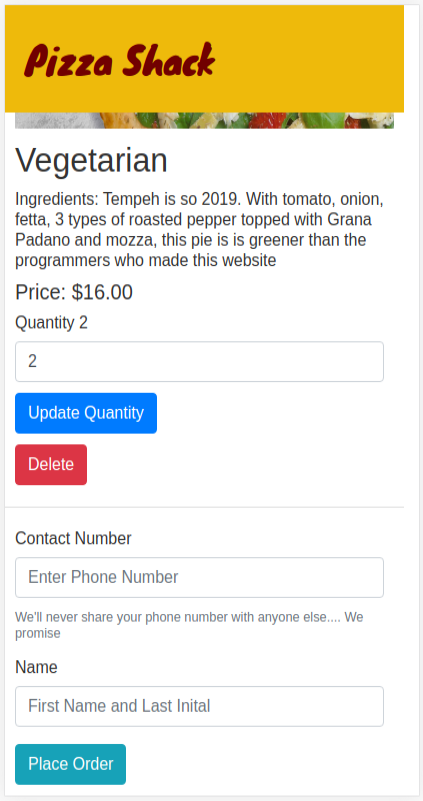 Pizza Shack
Vegetarian
Ingredients: Tempeh is so 2019. With tomato, onion,
fetta, 3 types of roasted pepper topped with Grana
Padano and mozza, this pie is is greener than the
programmers who made this website
Price: $16.00
Quantity 2
2
Update Quantity
Delete
Contact Number
Enter Phone Number
We'll never share your phone number with anyone else.... We
promise
Name
First Name and Last Inital
Place Order